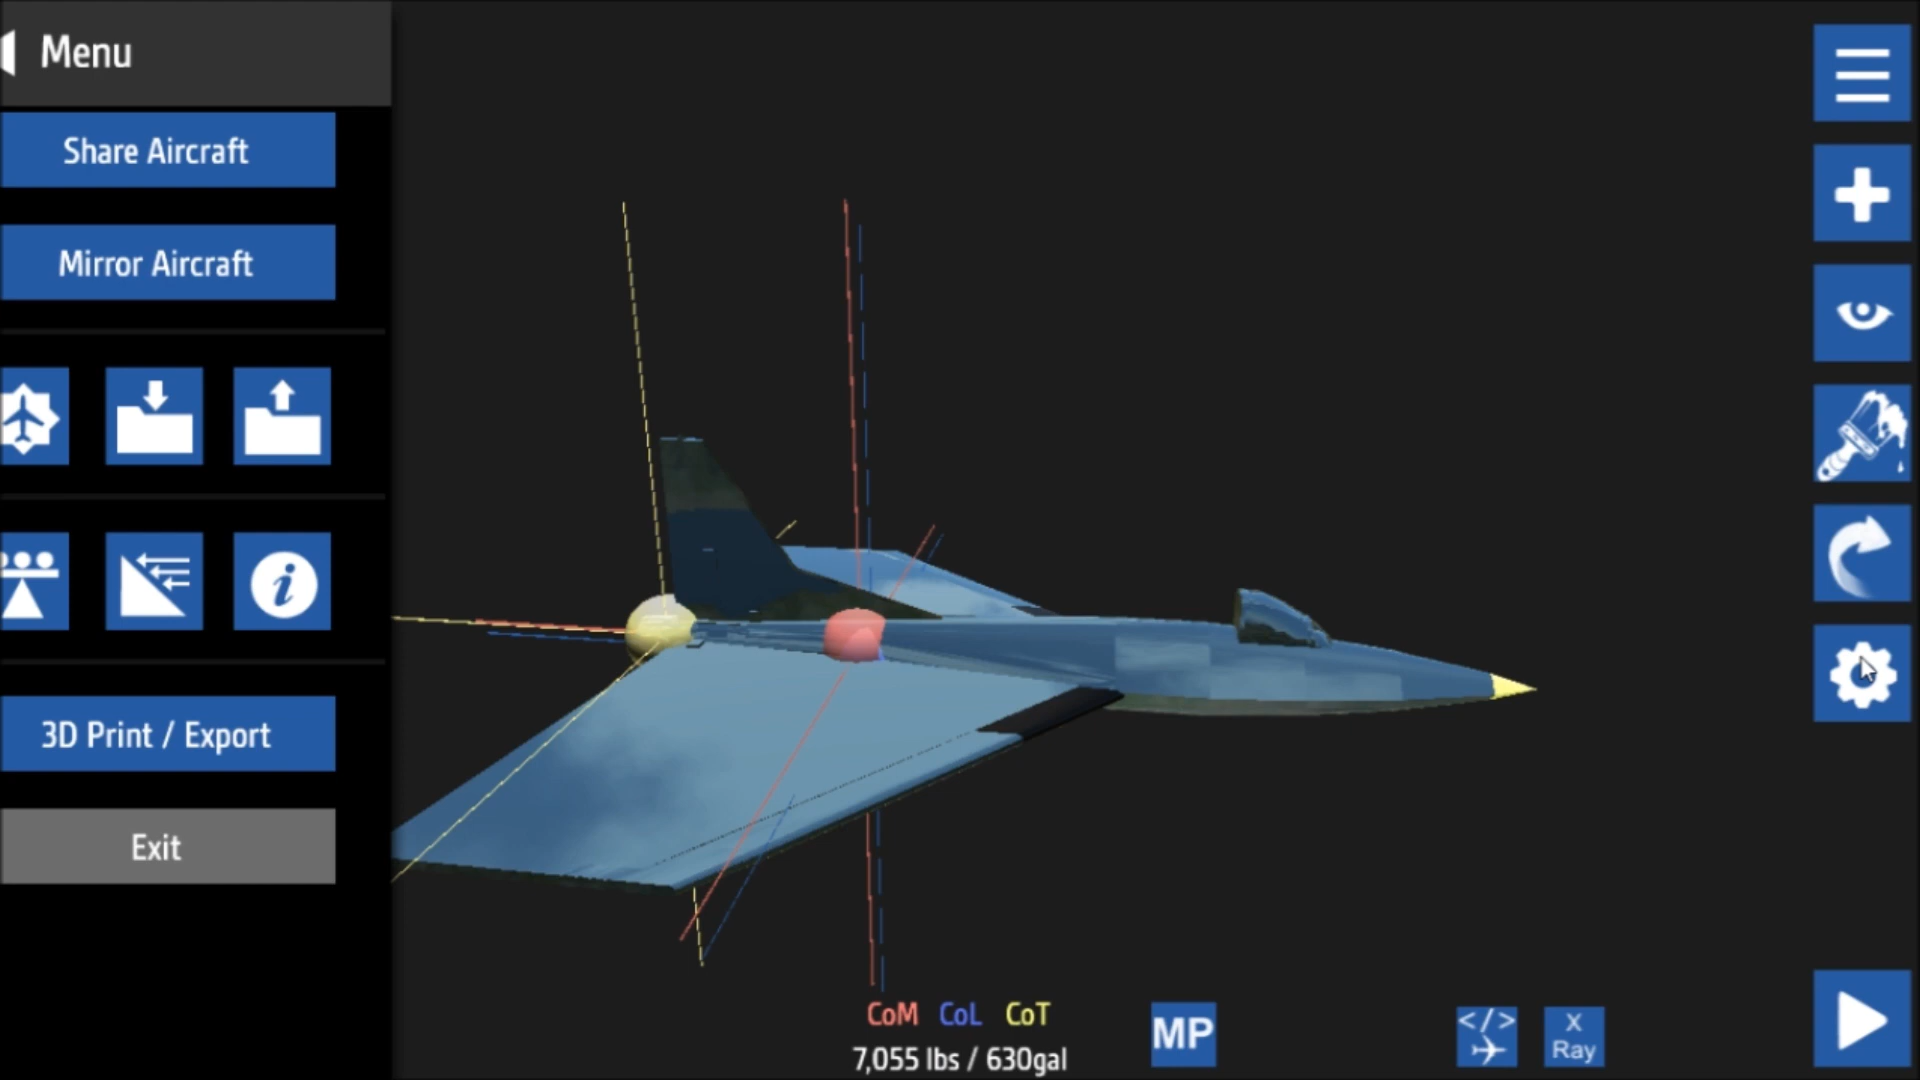 Menu
Share Aircraft
Mirror Aircraft
3D Print / Export
Exit
CoM CoL CoT
7,055 lbs / 630gal
MP
</>
X
Ray